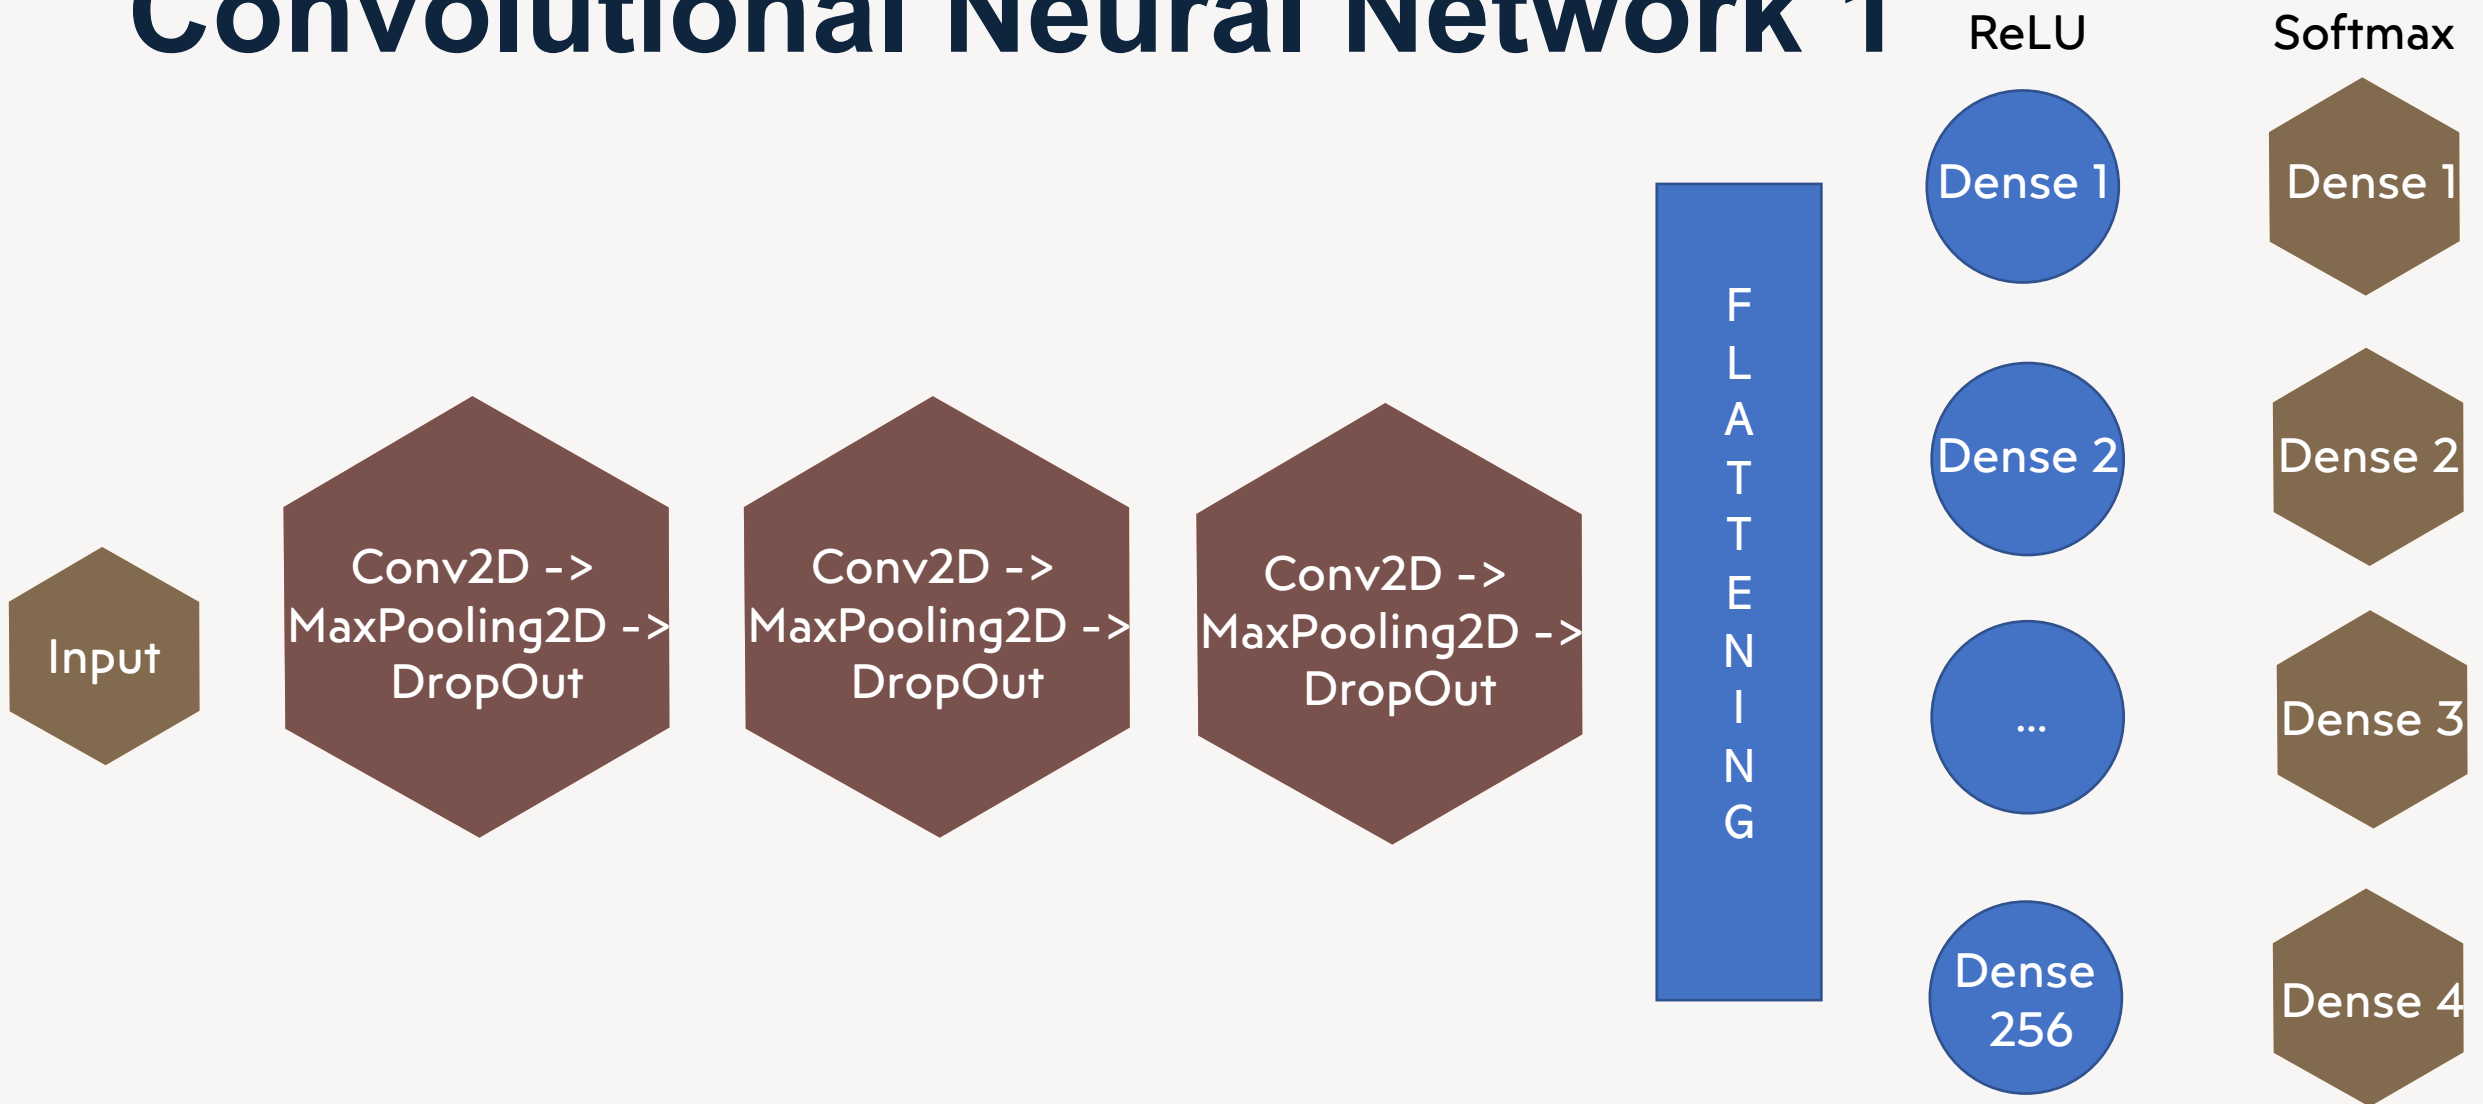 Convolutional Neural Network 1
ReLU
Softmax
Input
Conv2D ->
MaxPooling2D ->
DropOut
Conv2D ->
MaxPooling2D ->
DropOut
Conv2D ->
MaxPooling2D ->
DropOut
F
L
A
T
T
E
N
I
N
G
Dense 1
Dense 2
...
Dense
256
Dense 1
Dense 2
Dense 3
Dense 4